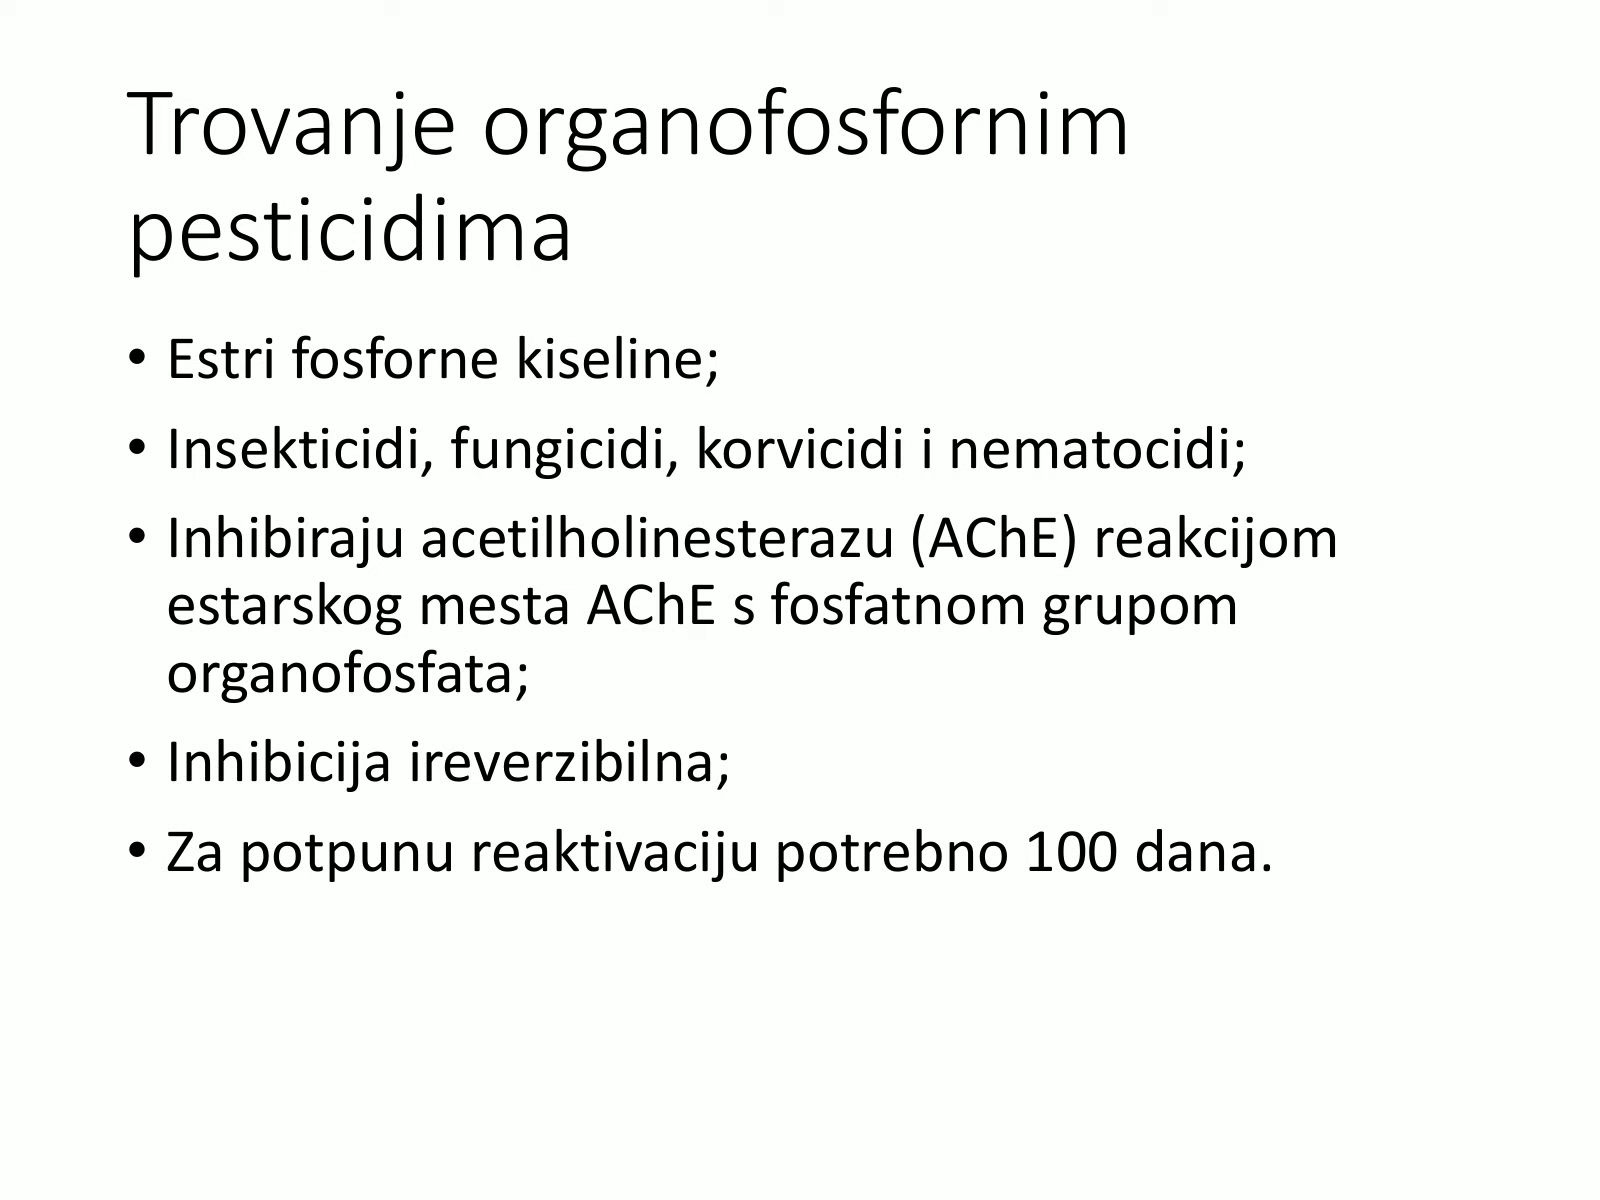 Trovanje organofosfornim
pesticidima
• Estri fosforne kiseline;
• Insekticidi, fungicidi, korvicidi i nematocidi;
• Inhibiraju acetilholinesterazu (AChE) reakcijom
estarskog mesta AChE s fosfatnom grupom
organofosfata;
• Inhibicija ireverzibilna;
• Za potpunu reaktivaciju potrebno 100 dana.